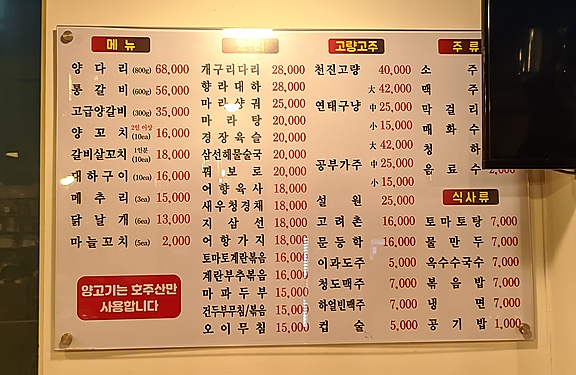 메뉴
양다리(800g) 68,000
통갈비(600g) 56,000
고급양갈비(300g) 35,000
양꼬치 2인 이상(10ea) 16,000
갈비살꼬치 1인분(10ea) 18,000
대하구이(10ea) 16,000
메추리(3ea) 15,000
닭날개(6ea) 13,000
마늘꼬치(5ea) 2,000
양고기는 호주산만
사용합니다
개구리다리 28,000
향라대하 28,000
마라샹궈 25,000
마라탕 20,000
경장육슬 20,000
삼선해물술국 20,000
꿔보로 20,000
어향육사 18,000
새우청경채 18,000
지삼선 18,000
어향가지 18,000
토마토계란볶음 16,000
계란부추볶음 16,000
마파두부 15,000
건두부무침/볶음 15,000
오이무침 15,000
고량고주
천진고량 40,000
大 42,000
연태구냥 中 25,000
小 15,000
大 42,000
공부가주 中 25,000
小 15,000
설원 25,000
고려촌 16,000
문등학 16,000
이과도주 5,000
청도맥주 7,000
하얼빈맥주 7,000
컵술 5,000
주류
소주
맥주
막걸리
매화수
청하
음료수 2,000
식사류
토마토탕 7,000
물만두 7,000
옥수수국수 7,000
볶음밥 7,000
냉면 7,000
공기밥 1,000